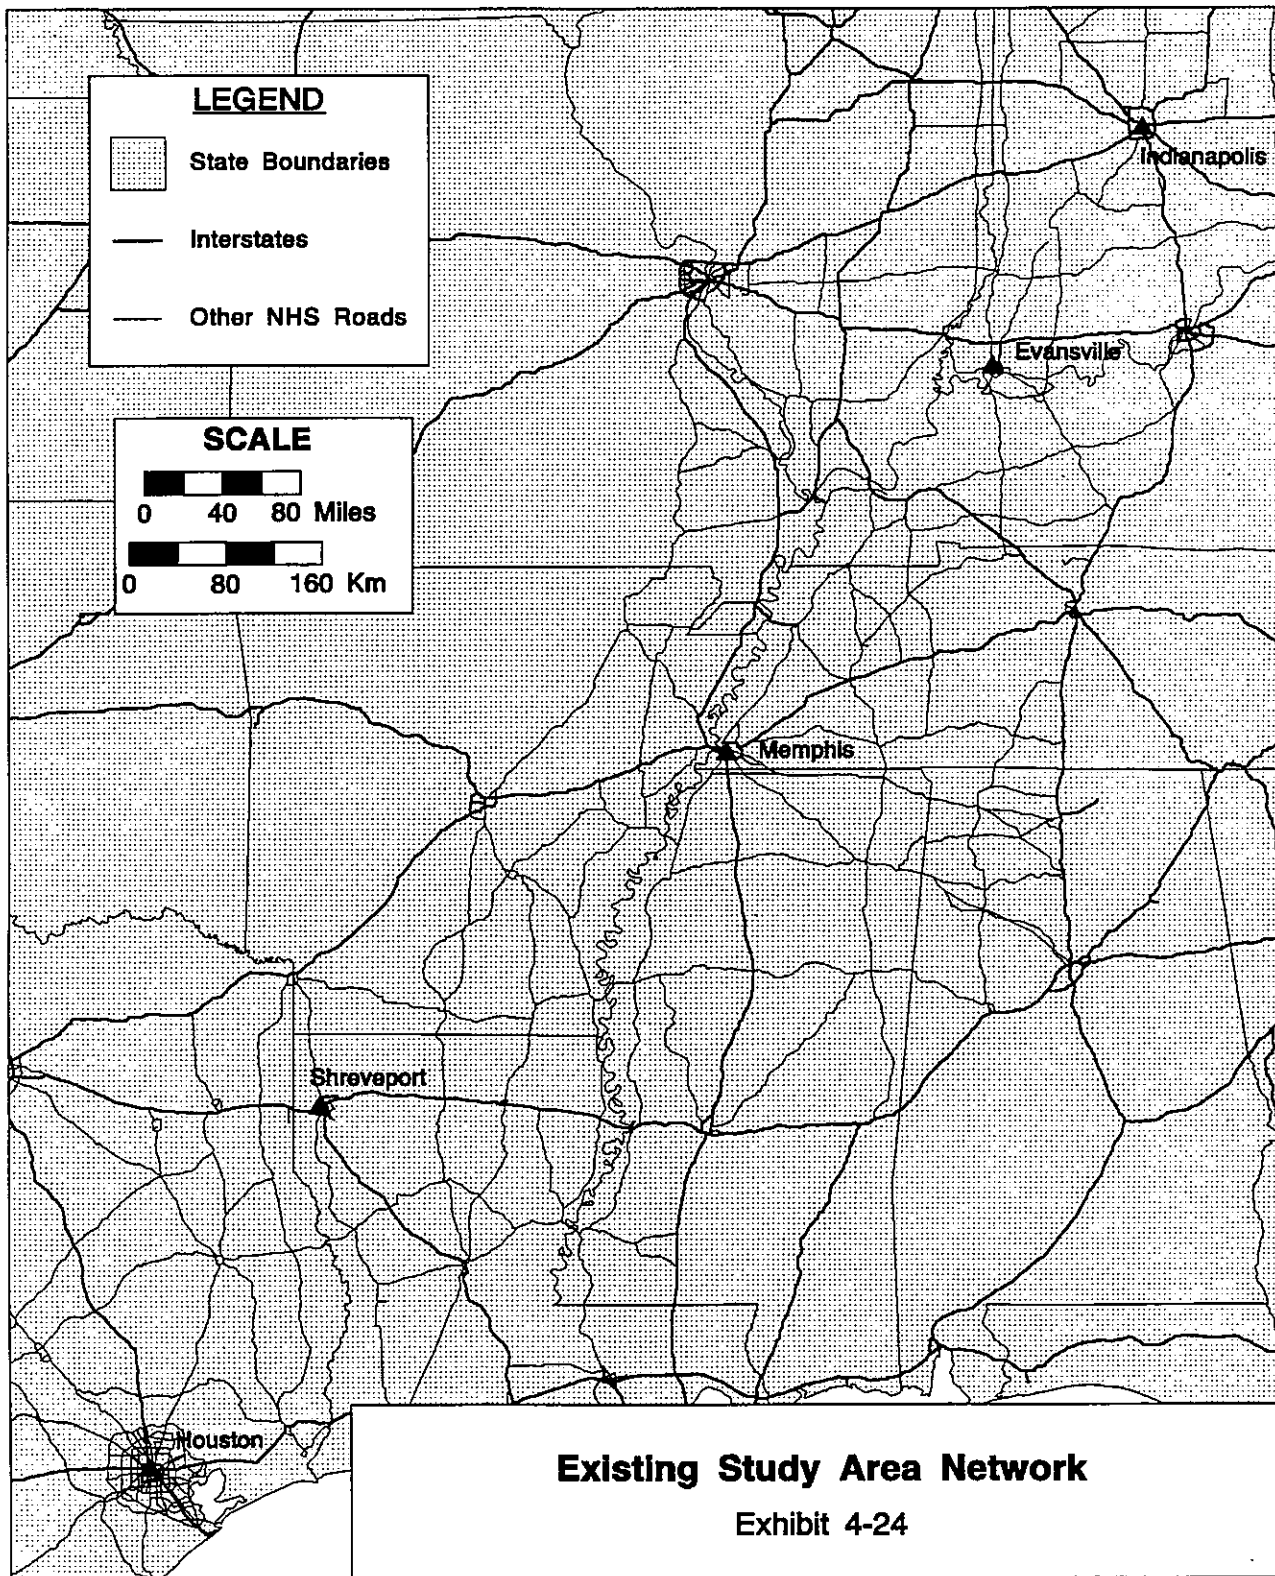 LEGEND
State Boundaries
Interstates
Other NHS Roads
SCALE
0 40 80 Miles
0 80 160 Km
Indianapolis
Evansville
Memphis
Shreveport
Houston
Existing Study Area Network
Exhibit 4-24